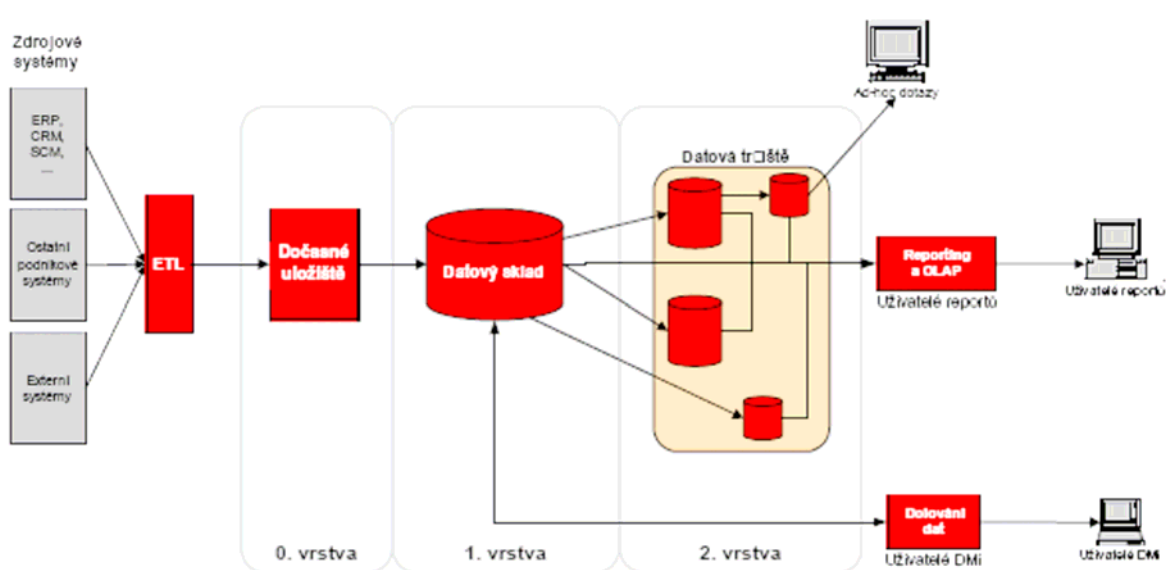 Zdrojové
systémy
ERP,
CRM,
SCM,
...
Ostatní
podnikové
systémy
Externí
systémy
ETL
Dočasné
uložiště
Datový sklad
Datová tr□iště
Ad-hoc dotazy
Reporting
a OLAP
Uživatelé reportů
Uživatelé reportů
Dolování
dat
Uživatelé DMi
Uživatelé DMi
0. vrstva
1. vrstva
2. vrstva